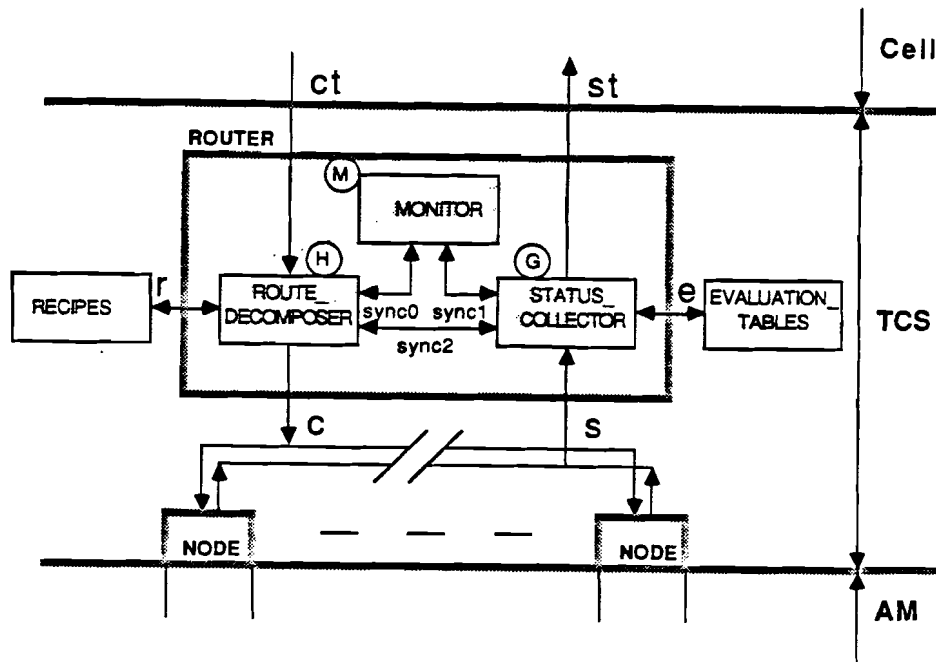 Cell
ct
st
ROUTER
M
MONITOR
H
G
r
ROUTE_
DECOMPOSER
STATUS_
COLLECTOR
e
RECIPES
EVALUATION_
TABLES
TCS
sync0
sync1
sync2
c
s
NODE
NODE
AM